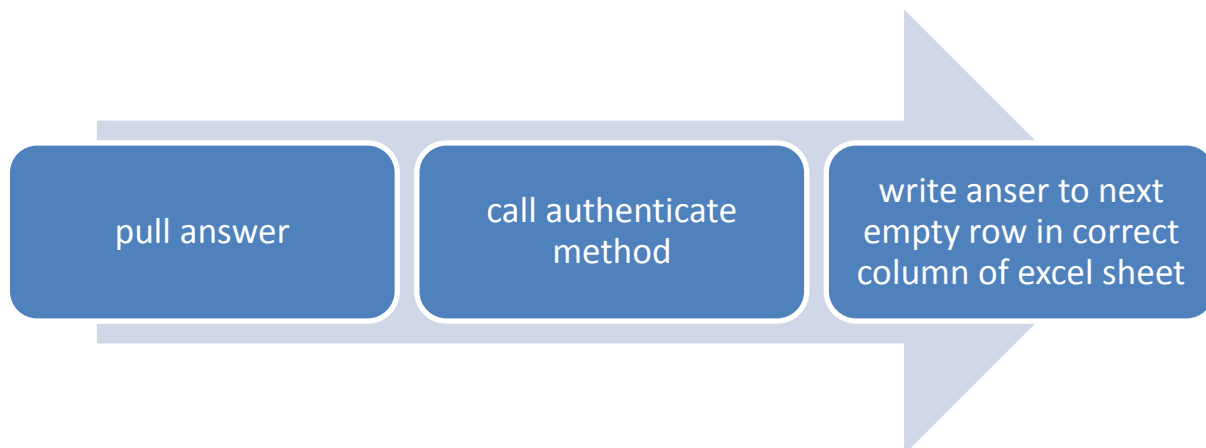 pull answer
call authenticate
method
write anser to next
empty row in correct
column of excel sheet